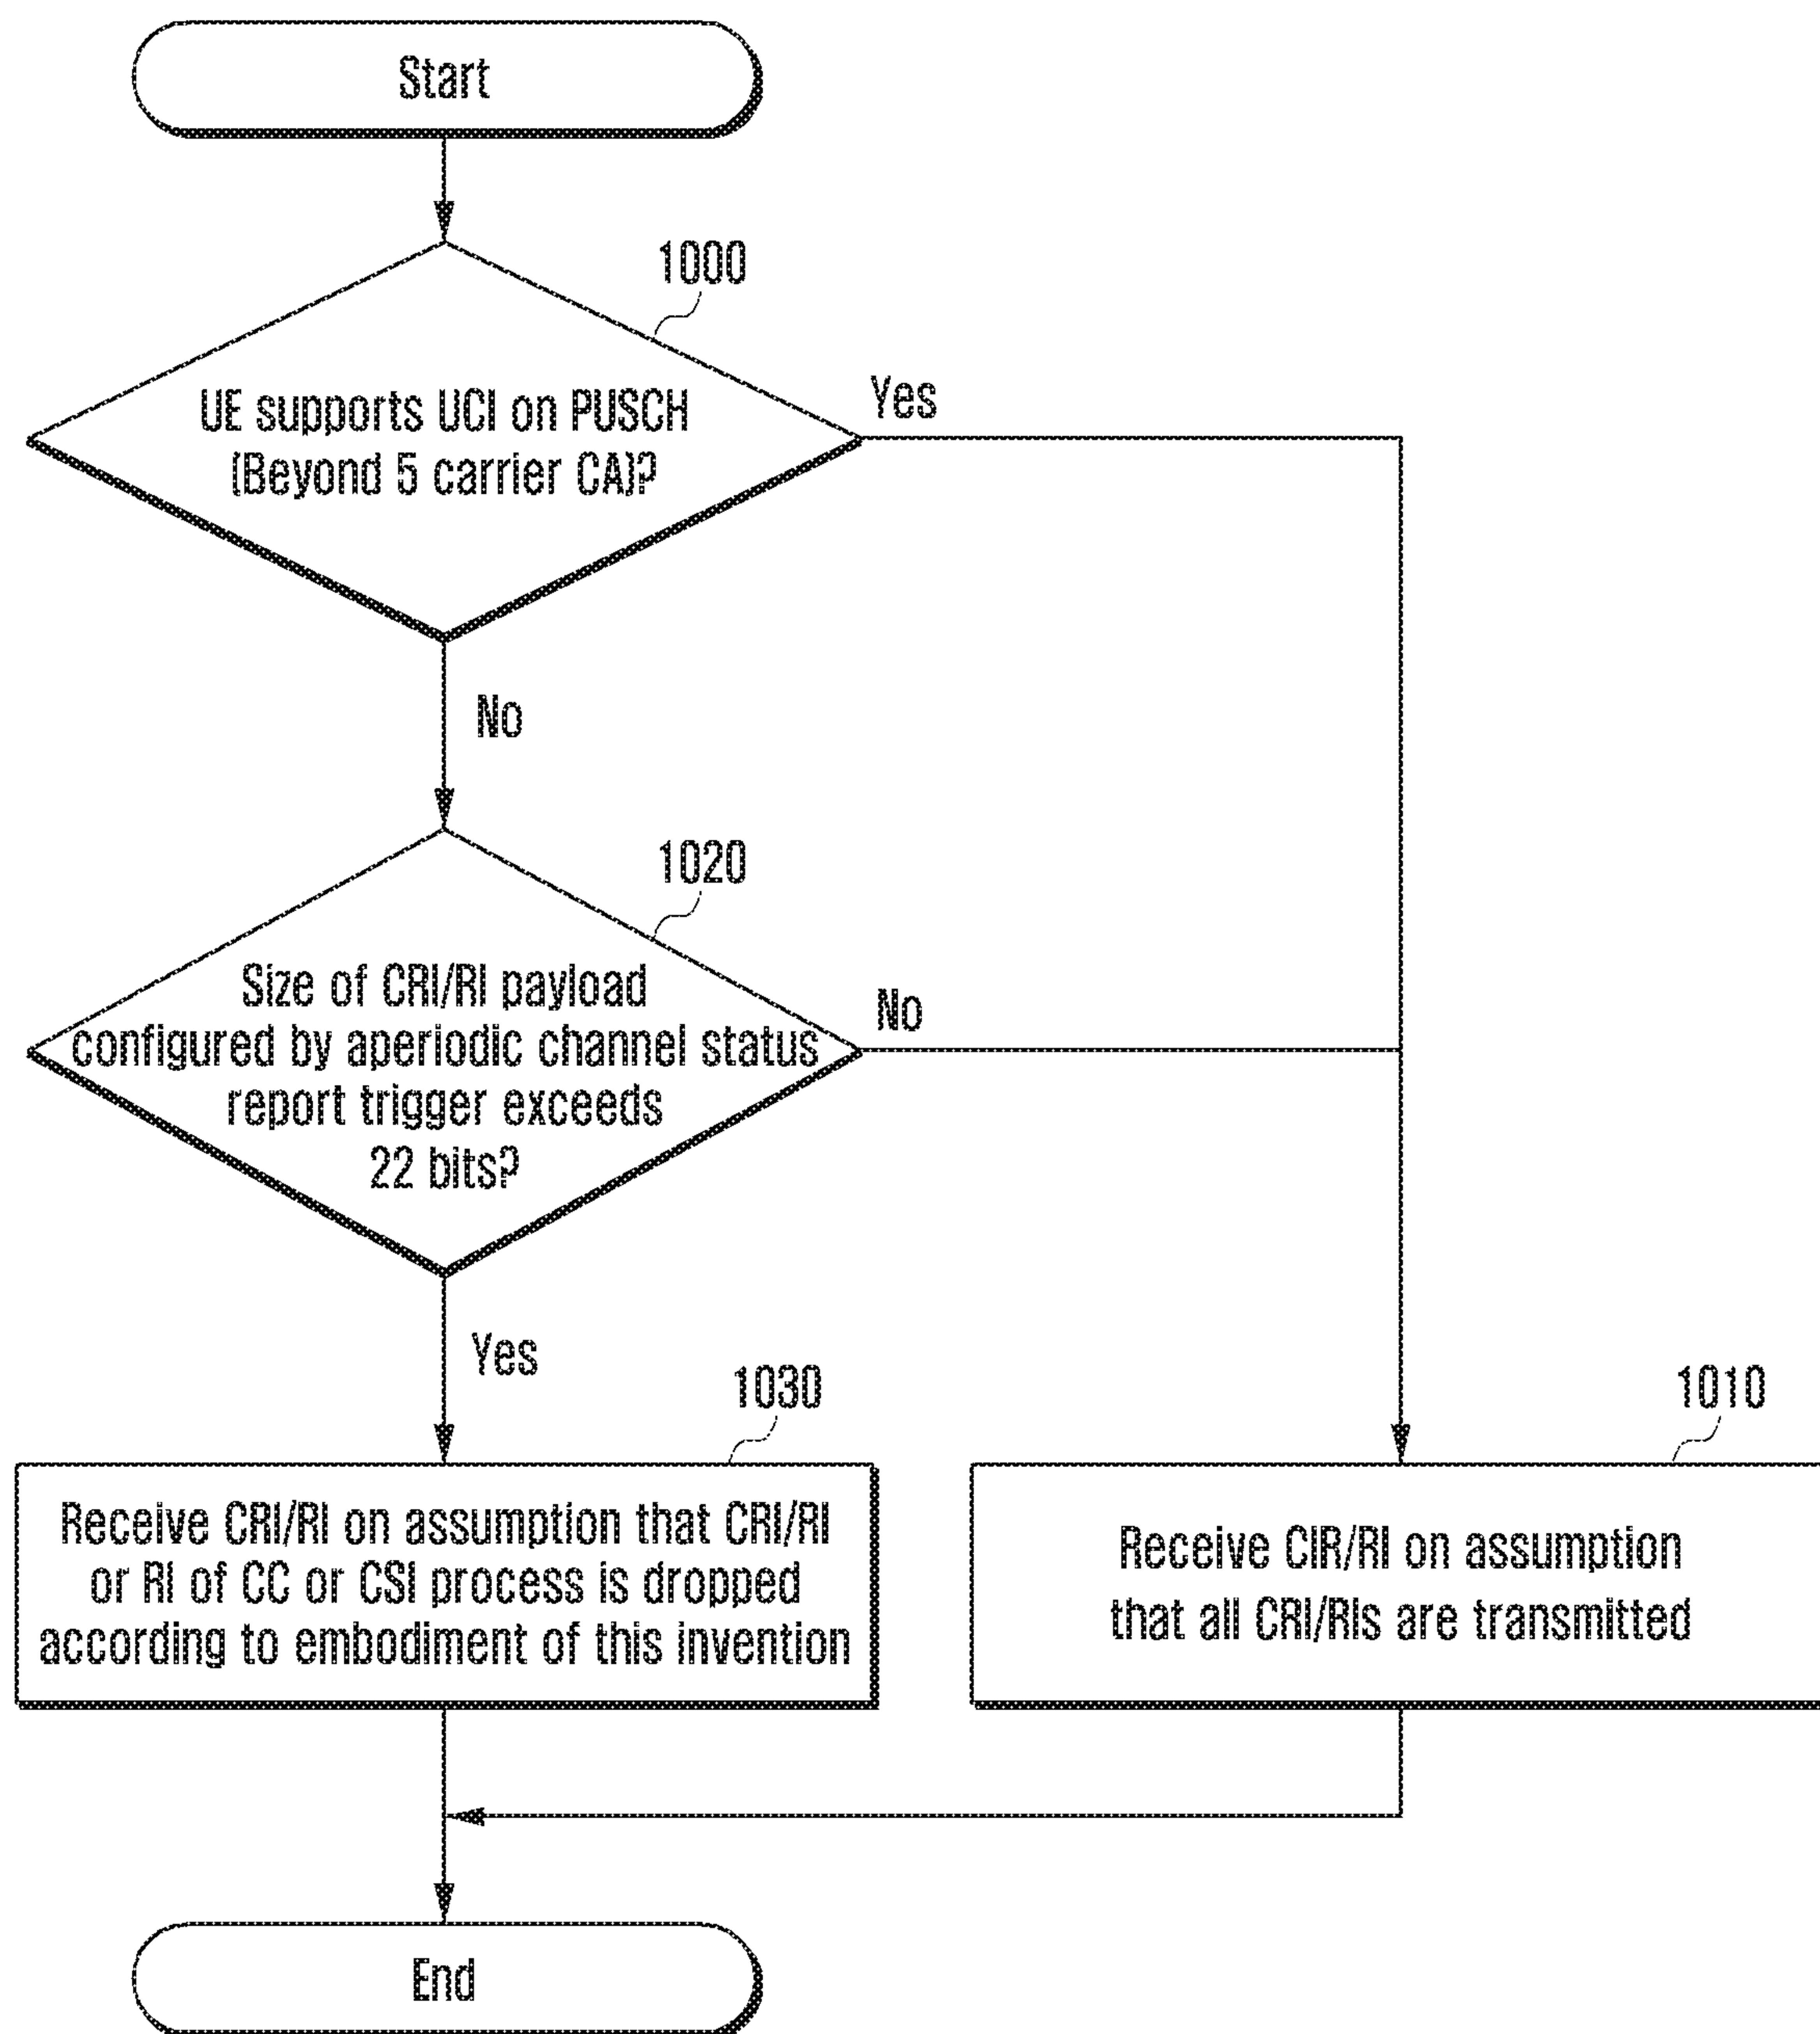 Start
1000
UE supports UCI on PUSCH
(Beyond 5 carrier CA)?
Yes
No
1020
Size of CRI/RI payload
configured by aperiodic channel status
report trigger exceeds
22 bits?
No
Yes
1030
Receive CRI/RI on assumption that CRI/RI
or RI of CC or CSI process is dropped
according to embodiment of this invention
1010
Receive CIR/RI on assumption
that all CRI/RIs are transmitted
End